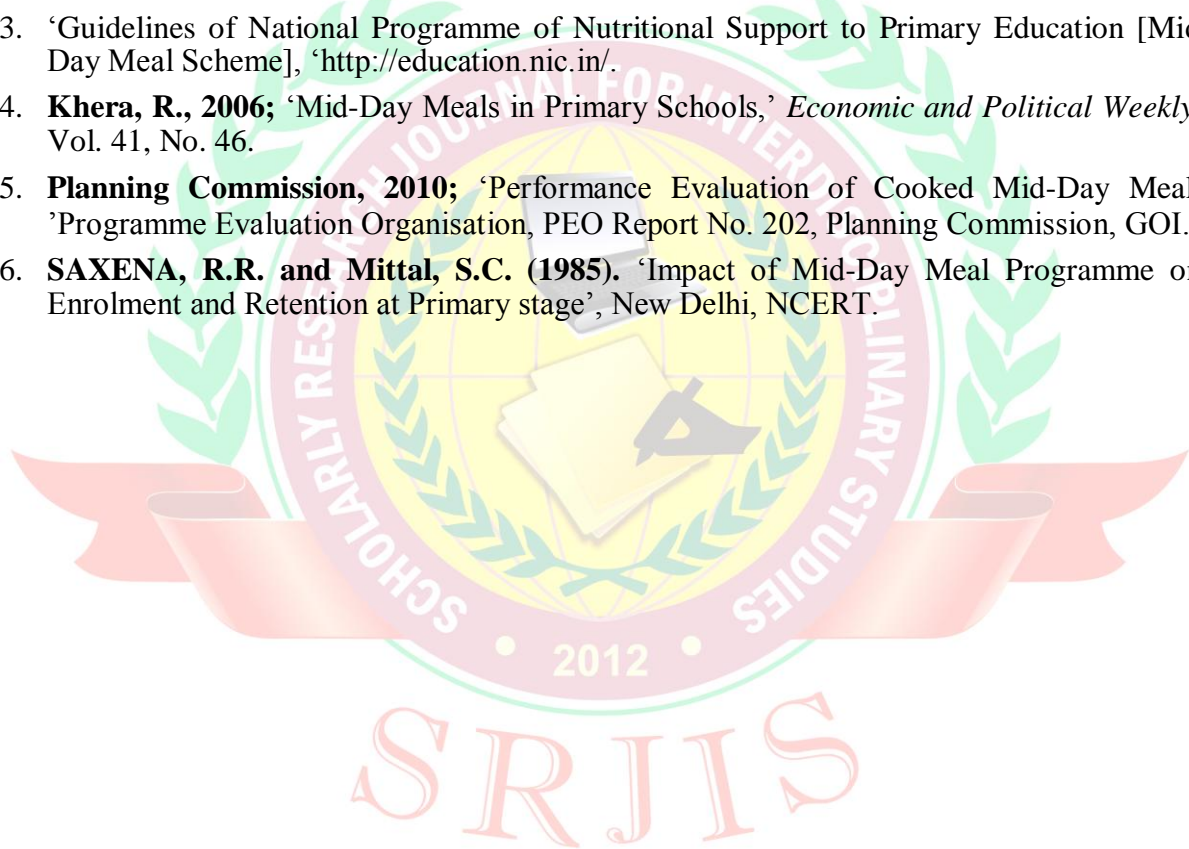 3. ‘Guidelines of National Programme of Nutritional Support to Primary Education [Mid
Day Meal Scheme], ‘http://education.nic.in/.
4. Khera, R., 2006; ‘Mid-Day Meals in Primary Schools,’ Economic and Political Weekly
Vol. 41, No. 46.
5. Planning Commission, 2010; ‘Performance Evaluation of Cooked Mid-Day Meal
’Programme Evaluation Organisation, PEO Report No. 202, Planning Commission, GOI.
6. SAXENA, R.R. and Mittal, S.C. (1985). ‘Impact of Mid-Day Meal Programme on
Enrolment and Retention at Primary stage’, New Delhi, NCERT.
SCHOLARLY RESEARCH JOURNAL FOR INTERDISCIPLINARY STUDIES
• 2012 •
SRJIS